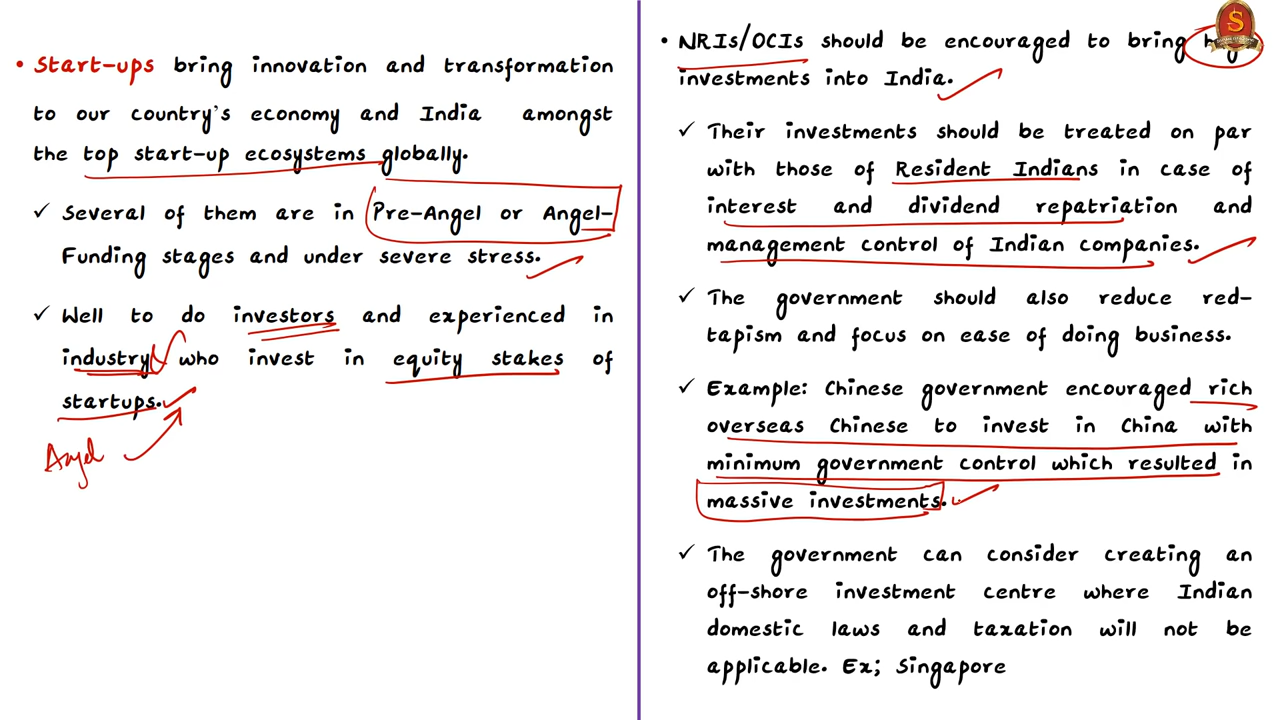 • Start-ups bring innovation and transformation
to our country's economy and India amongst
the top start-up ecosystems globally.
✓ Several of them are in Pre-Angel or Angel-
Funding stages and under severe stress.
✓ Well to do investors and experienced in
industry who invest in equity stakes of
startups.
Angel
• NRIs/OCIs should be encouraged to bring
investments into India.
✓ Their investments should be treated on par
with those of Resident Indians in case of
interest and dividend repatriation and
management control of Indian companies.
✓ The government should also reduce red-
tapism and focus on ease of doing business.
✓ Example: Chinese government encouraged rich
overseas Chinese to invest in China with
minimum government control which resulted in
massive investments.
✓ The government can consider creating an
off-shore investment centre where Indian
domestic laws and taxation will not be
applicable. Ex; Singapore
S